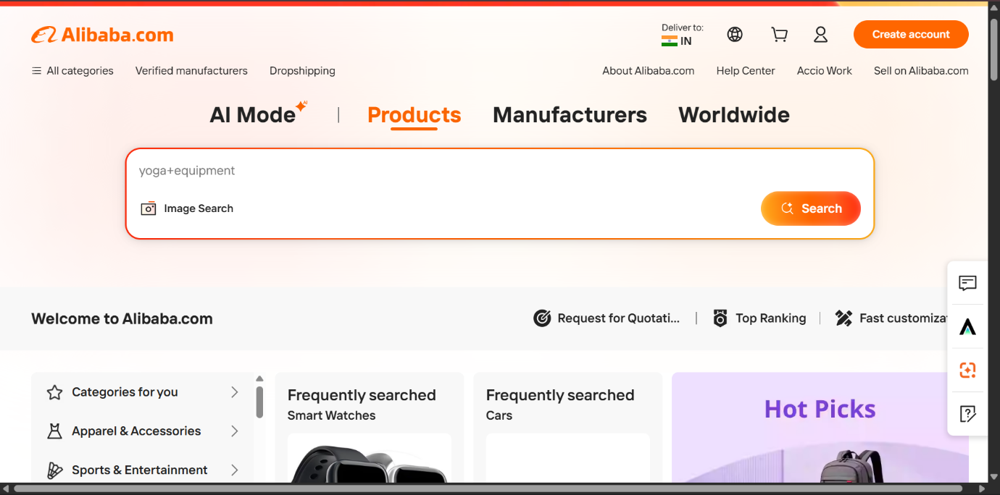 Alibaba.com
Deliver to:
IN
Create account
All categories
Verified manufacturers
Dropshipping
About Alibaba.com
Help Center
Accio Work
Sell on Alibaba.com
AI Mode AI
Products
Manufacturers
Worldwide
yoga+equipment
Image Search
Search
Welcome to Alibaba.com
Request for Quotati...
Top Ranking
Fast customizat
Categories for you
Apparel & Accessories
Sports & Entertainment
Frequently searched
Smart Watches
Frequently searched
Cars
Hot Picks